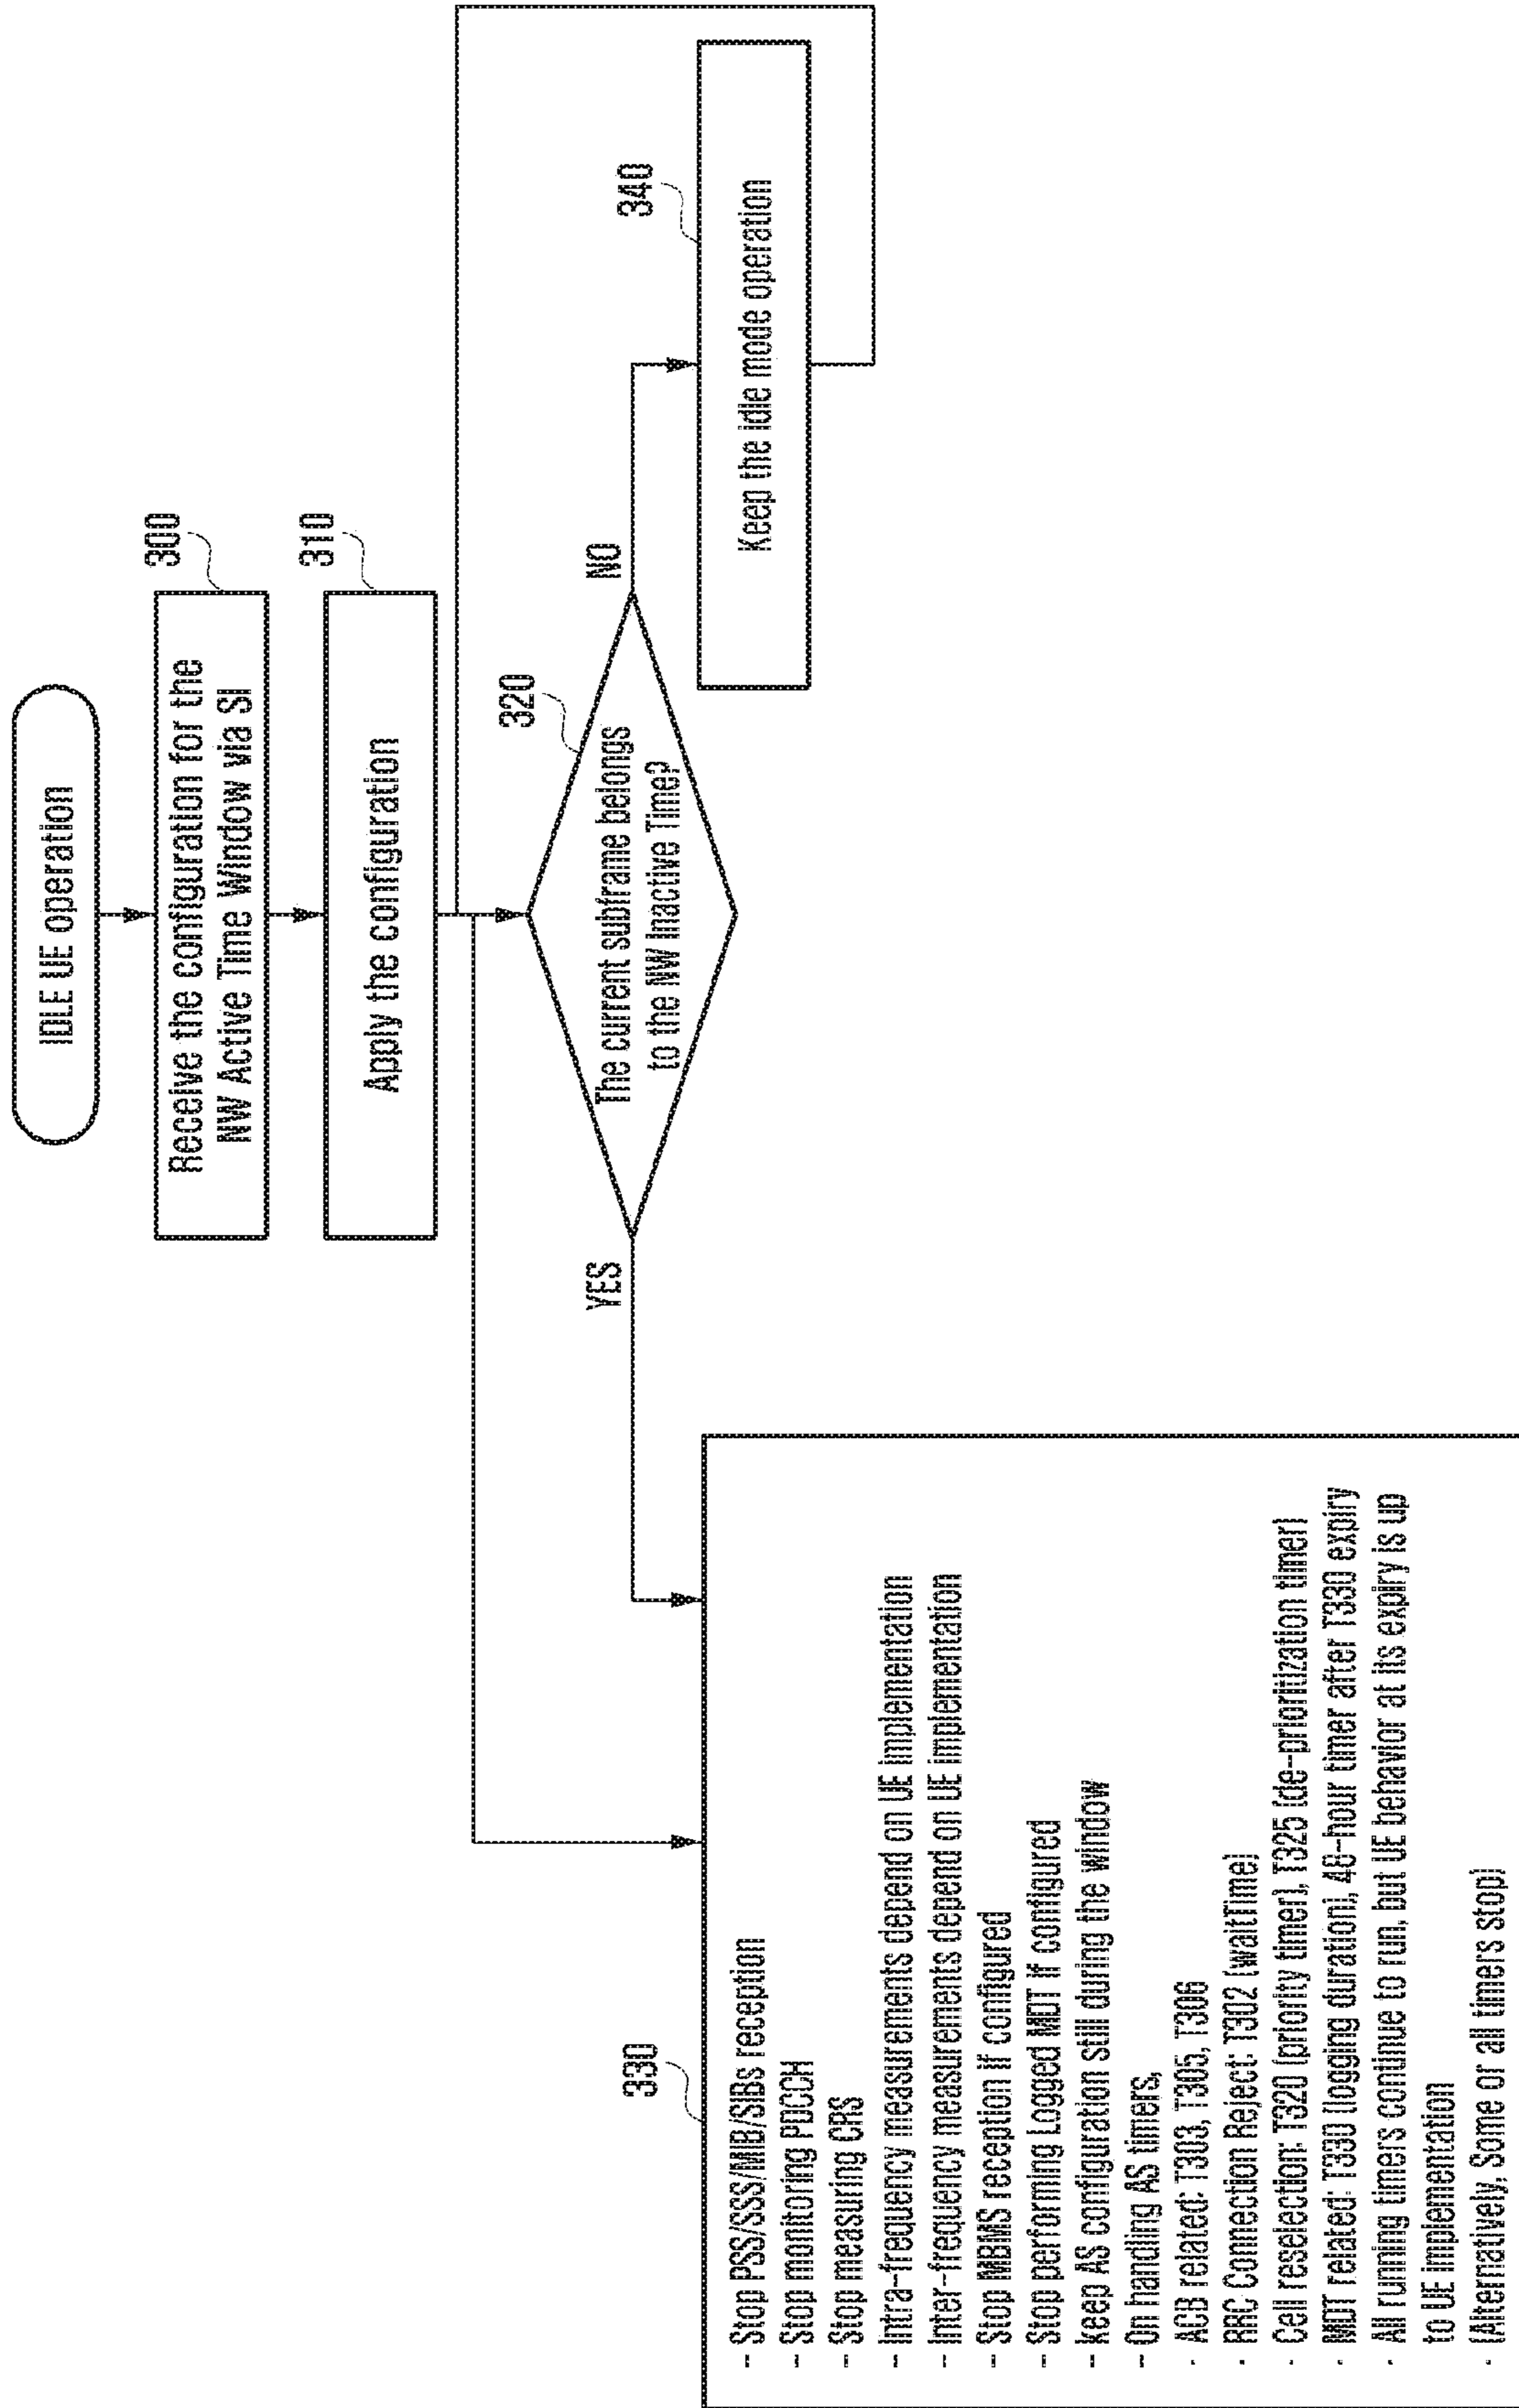 IDLE UE operation
300
Receive the configuration for the
NW Active Time Window via SI
310
Apply the configuration
320
The current subframe belongs
to the NW Inactive Time?
YES
NO
340
Keep the idle mode operation
330
- Stop PSS/SSS/MIB/SIBs reception
- Stop monitoring PDCCH
- Stop measuring CRS
- Intra-frequency measurements depend on UE implementation
- Inter-frequency measurements depend on UE implementation
- Stop MBMS reception if configured
- Stop performing Logged MDT if configured
- keep AS configuration still during the window
- On handling AS timers,
· ACB related: T303, T305, T306
· RRC Connection Reject: T302 (waitTime)
· Cell reselection: T320 (priority timer), T325 (de-prioritization timer)
· MDT related: T330 (logging duration), 48-hour timer after T330 expiry
· All running timers continue to run, but UE behavior at its expiry is up
to UE implementation
· (Alternatively, Some or all timers stop)